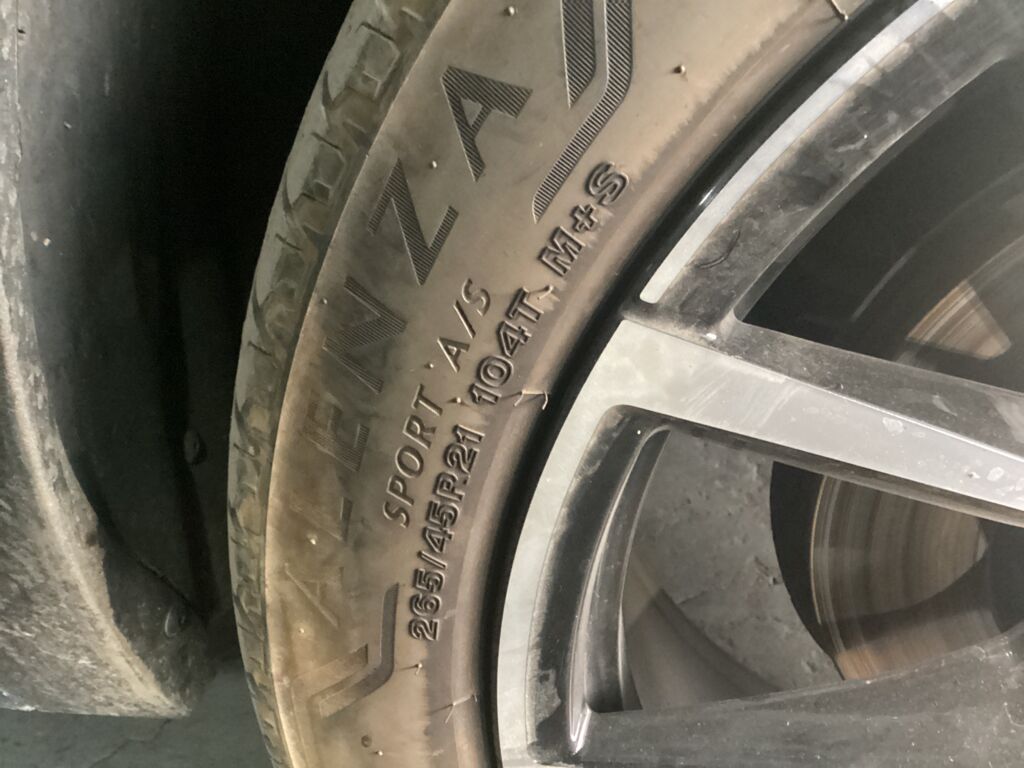 ALENZA
SPORT A/S
265/45R21 104T M+S